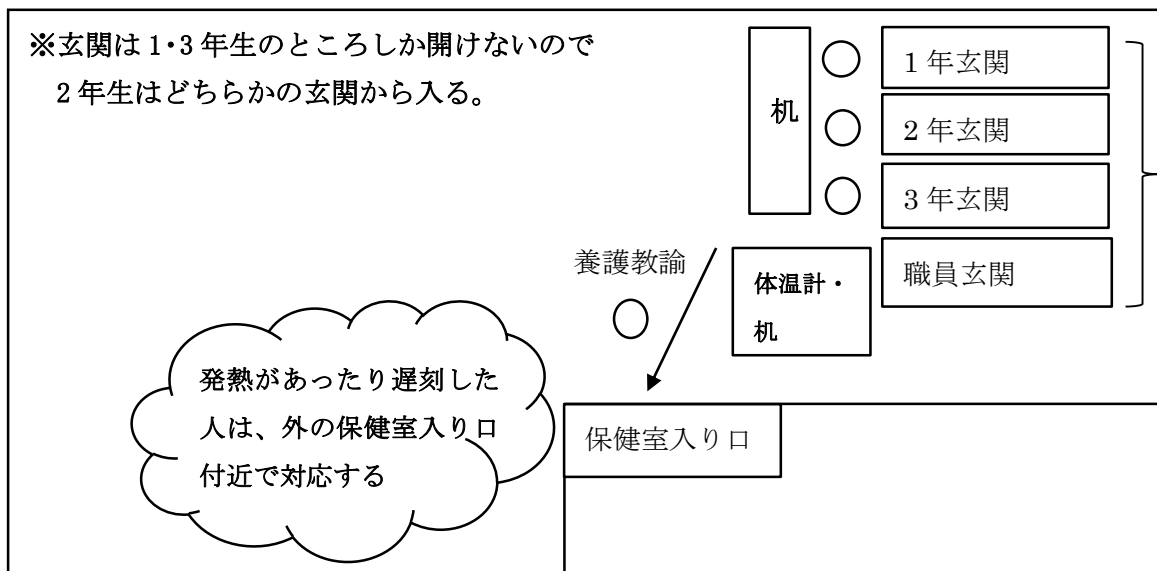 ※玄関は1・3年生のところしか開けないので
2年生はどちらかの玄関から入る。
机
1年玄関
2年玄関
3年玄関
職員玄関
養護教諭
体温計・
机
発熱があったり遅刻した
人は、外の保健室入り口
付近で対応する
保健室入り口